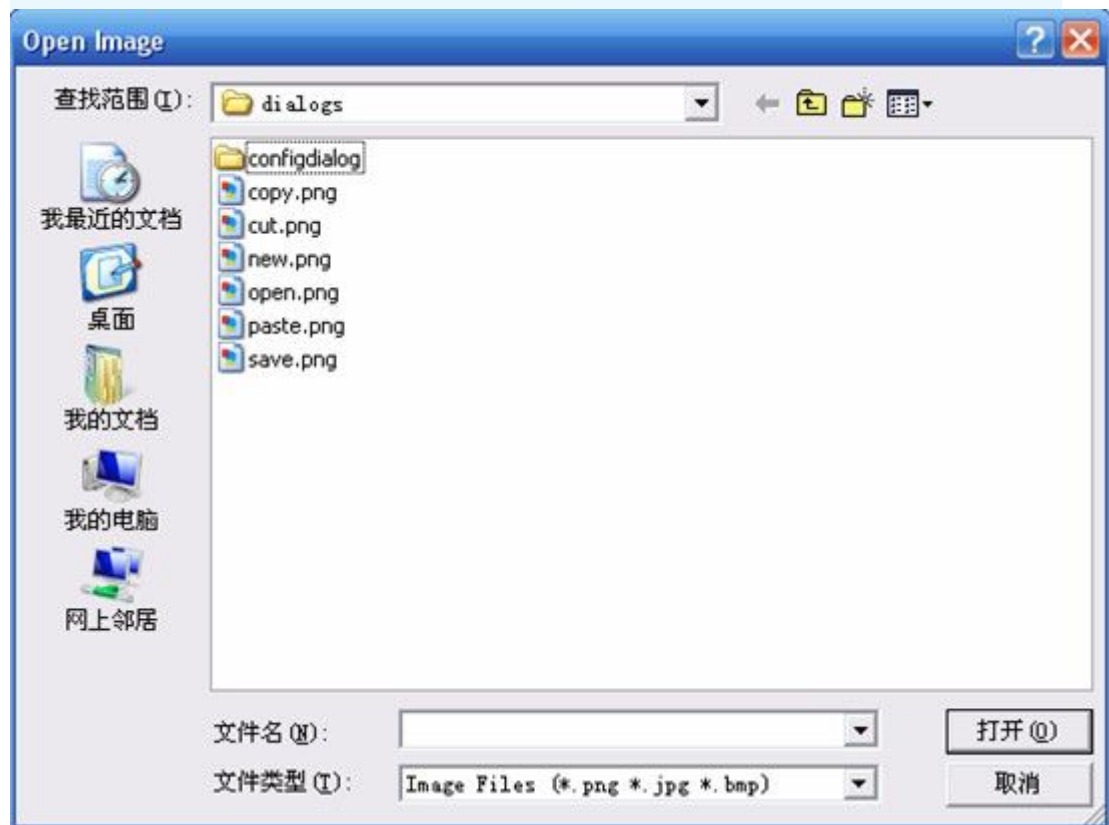 Open Image
查找范围(I):
dialogs
我最近的文档
桌面
我的文档
我的电脑
网上邻居
configdialog
copy.png
cut.png
new.png
open.png
paste.png
save.png
文件名(N):
打开(O)
文件类型(T):
Image Files (*.png *.jpg *.bmp)
取消